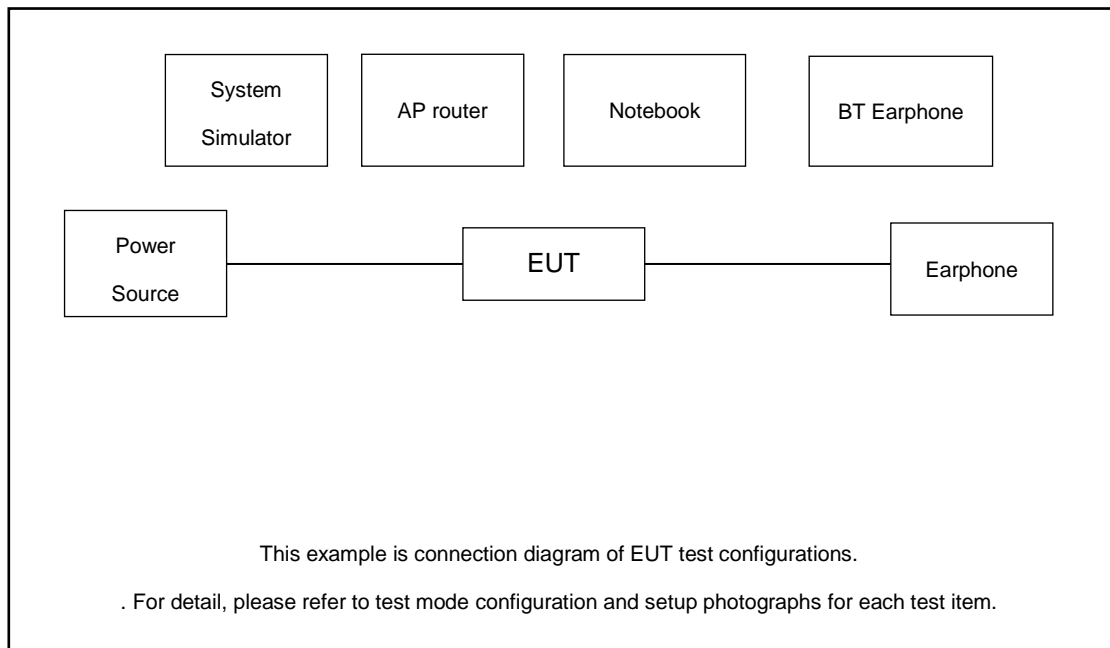 System
Simulator
AP router
Notebook
BT Earphone
Power
Source
EUT
Earphone
This example is connection diagram of EUT test configurations.
. For detail, please refer to test mode configuration and setup photographs for each test item.